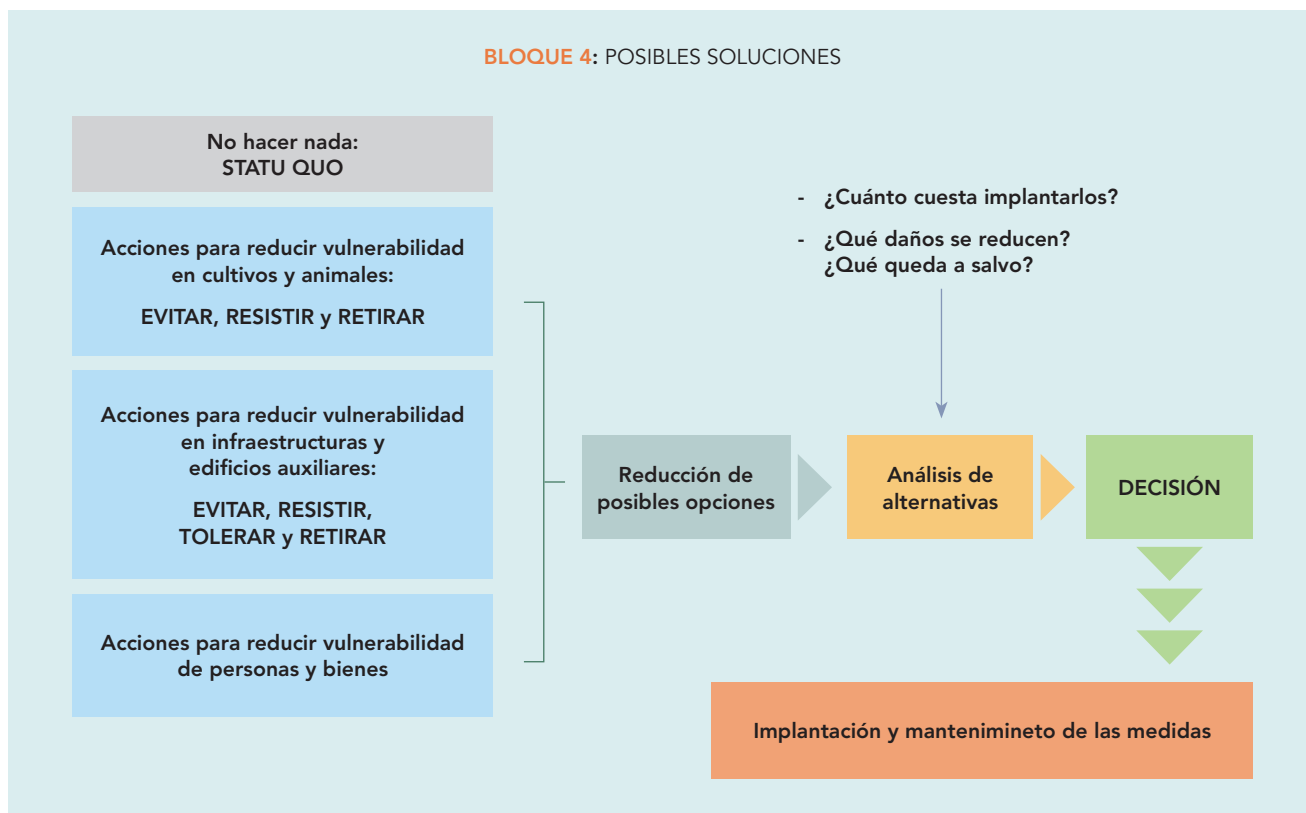 BLOQUE 4: POSIBLES SOLUCIONES
No hacer nada:
STATU QUO
Acciones para reducir vulnerabilidad
en cultivos y animales:
EVITAR, RESISTIR y RETIRAR
Acciones para reducir vulnerabilidad
en infraestructuras y
edificios auxiliares:
EVITAR, RESISTIR,
TOLERAR y RETIRAR
Acciones para reducir vulnerabilidad
de personas y bienes
Reducción de
posibles opciones
- ¿Cuánto cuesta implantarlos?
- ¿Qué daños se reducen?
¿Qué queda a salvo?
Análisis de
alternativas
DECISIÓN
Implantación y mantenimineto de las medidas